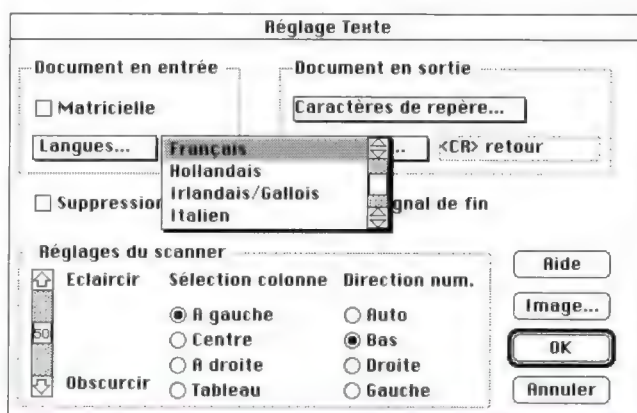 Réglage Texte
Document en entrée
Document en sortie
Matricielle
Caractères de repère...
Langues...
Français
Hollandais
Irlandais/Gallois
Italien
..
<CR> retour
Suppression
gnal de fin
Réglages du scanner
Eclaircir
50
Obscurcir
Sélection colonne
A gauche
Centre
A droite
Tableau
Direction num.
Auto
Bas
Droite
Gauche
Aide
Image...
OK
Annuler